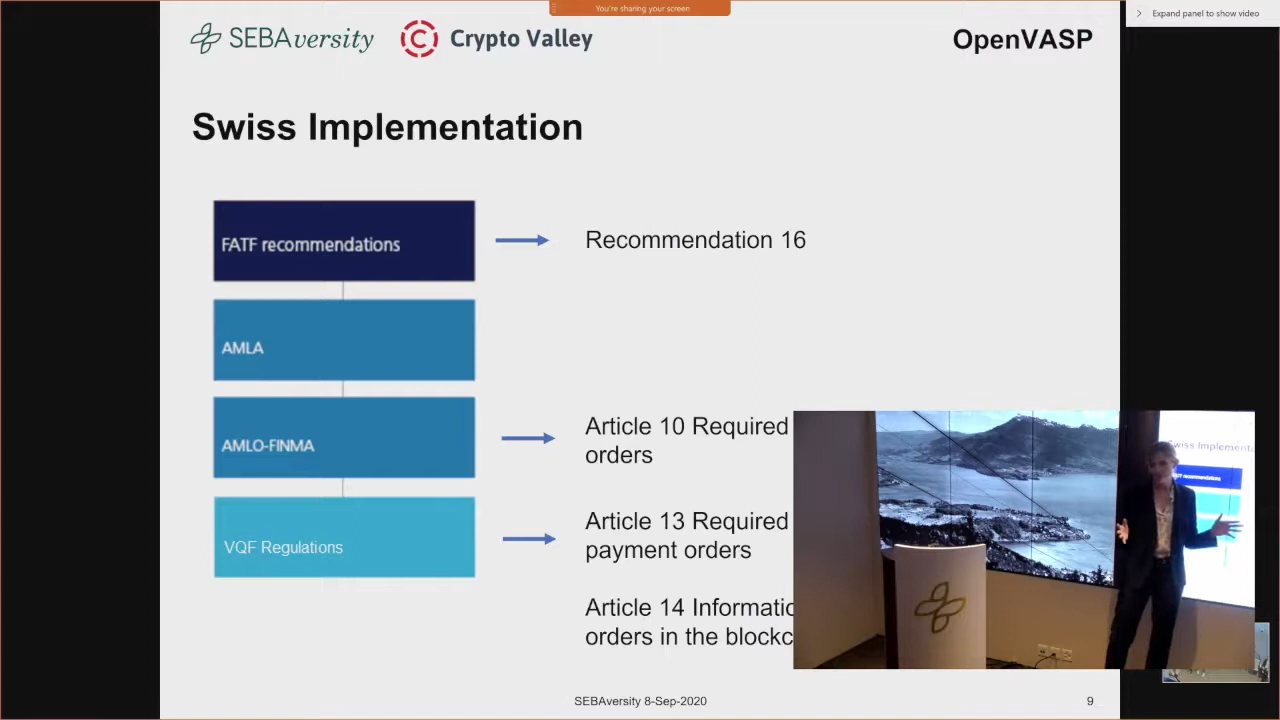 You're sharing your screen
Expand panel to show video
SEBAversity
Crypto Valley
OpenVASP
Swiss Implementation
FATF recommendations
Recommendation 16
AMLA
AMLO-FINMA
Article 10 Required
orders
VQF Regulations
Article 13 Required
payment orders
Article 14
orders in the
SEBAversity 8-Sep-2020
9
Swiss
recommendations